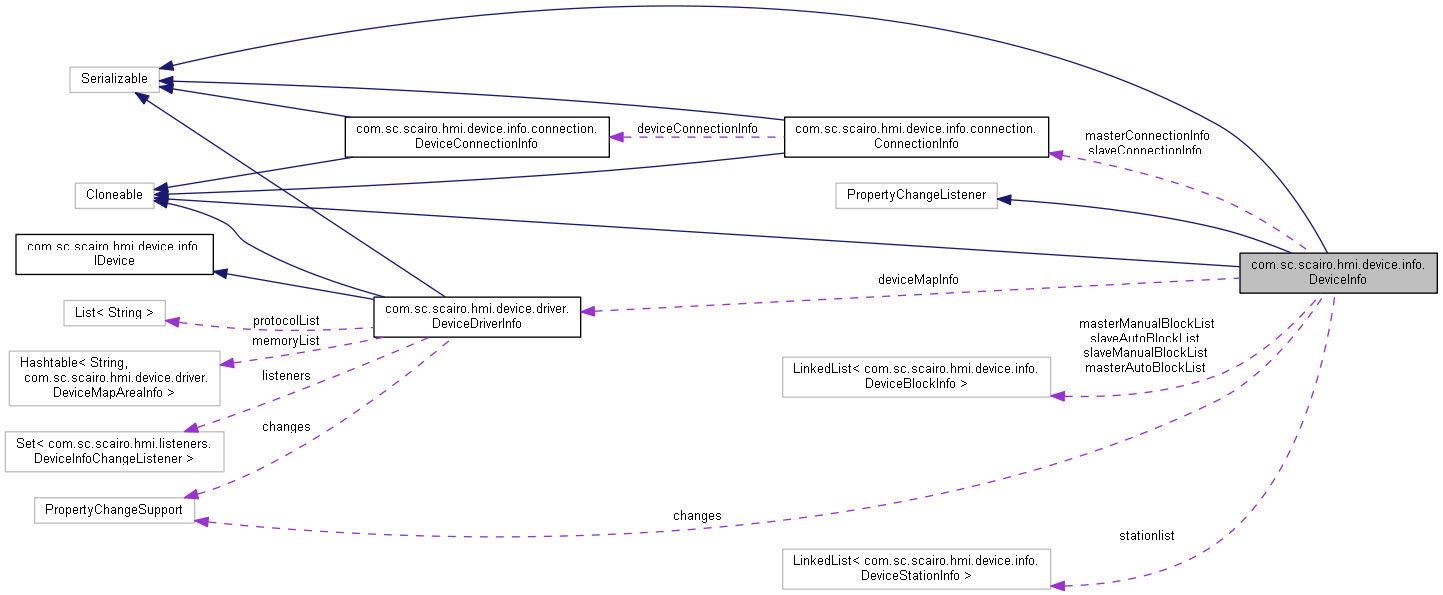 Serializable
com.sc.scairo.hmi.device.info.connection.
DeviceConnectionInfo
deviceConnectionInfo
com.sc.scairo.hmi.device.info.connection.
ConnectionInfo
masterConnectionInfo
slaveConnectionInfo
Cloneable
PropertyChangeListener
com.sc.scairo.hmi.device.info.
IDevice
com.sc.scairo.hmi.device.info.
DeviceInfo
deviceMapInfo
List< String >
protocolList
memoryList
com.sc.scairo.hmi.device.driver.
DeviceDriverInfo
masterManualBlockList
slaveAutoBlockList
slaveManualBlockList
masterAutoBlockList
Hashtable< String,
com.sc.scairo.hmi.device.driver.
DeviceMapAreaInfo >
listeners
LinkedList< com.sc.scairo.hmi.device.info.
DeviceBlockInfo >
Set< com.sc.scairo.hmi.listeners.
DeviceInfoChangeListener >
changes
PropertyChangeSupport
changes
stationlist
LinkedList< com.sc.scairo.hmi.device.info.
DeviceStationInfo >